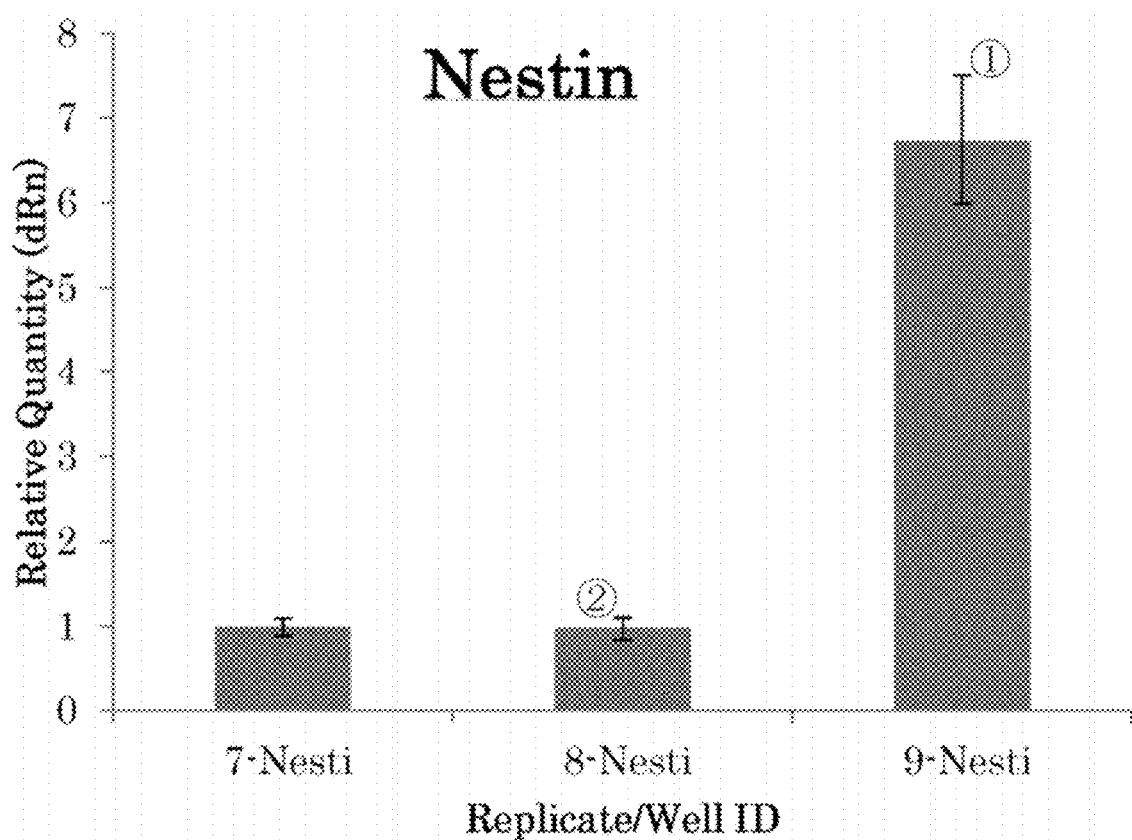 Nestin
①
8
7
6
5
4
3
2
1
0
Relative Quantity (dRn)
②
7-Nesti
8-Nesti
9-Nesti
Replicate/Well ID